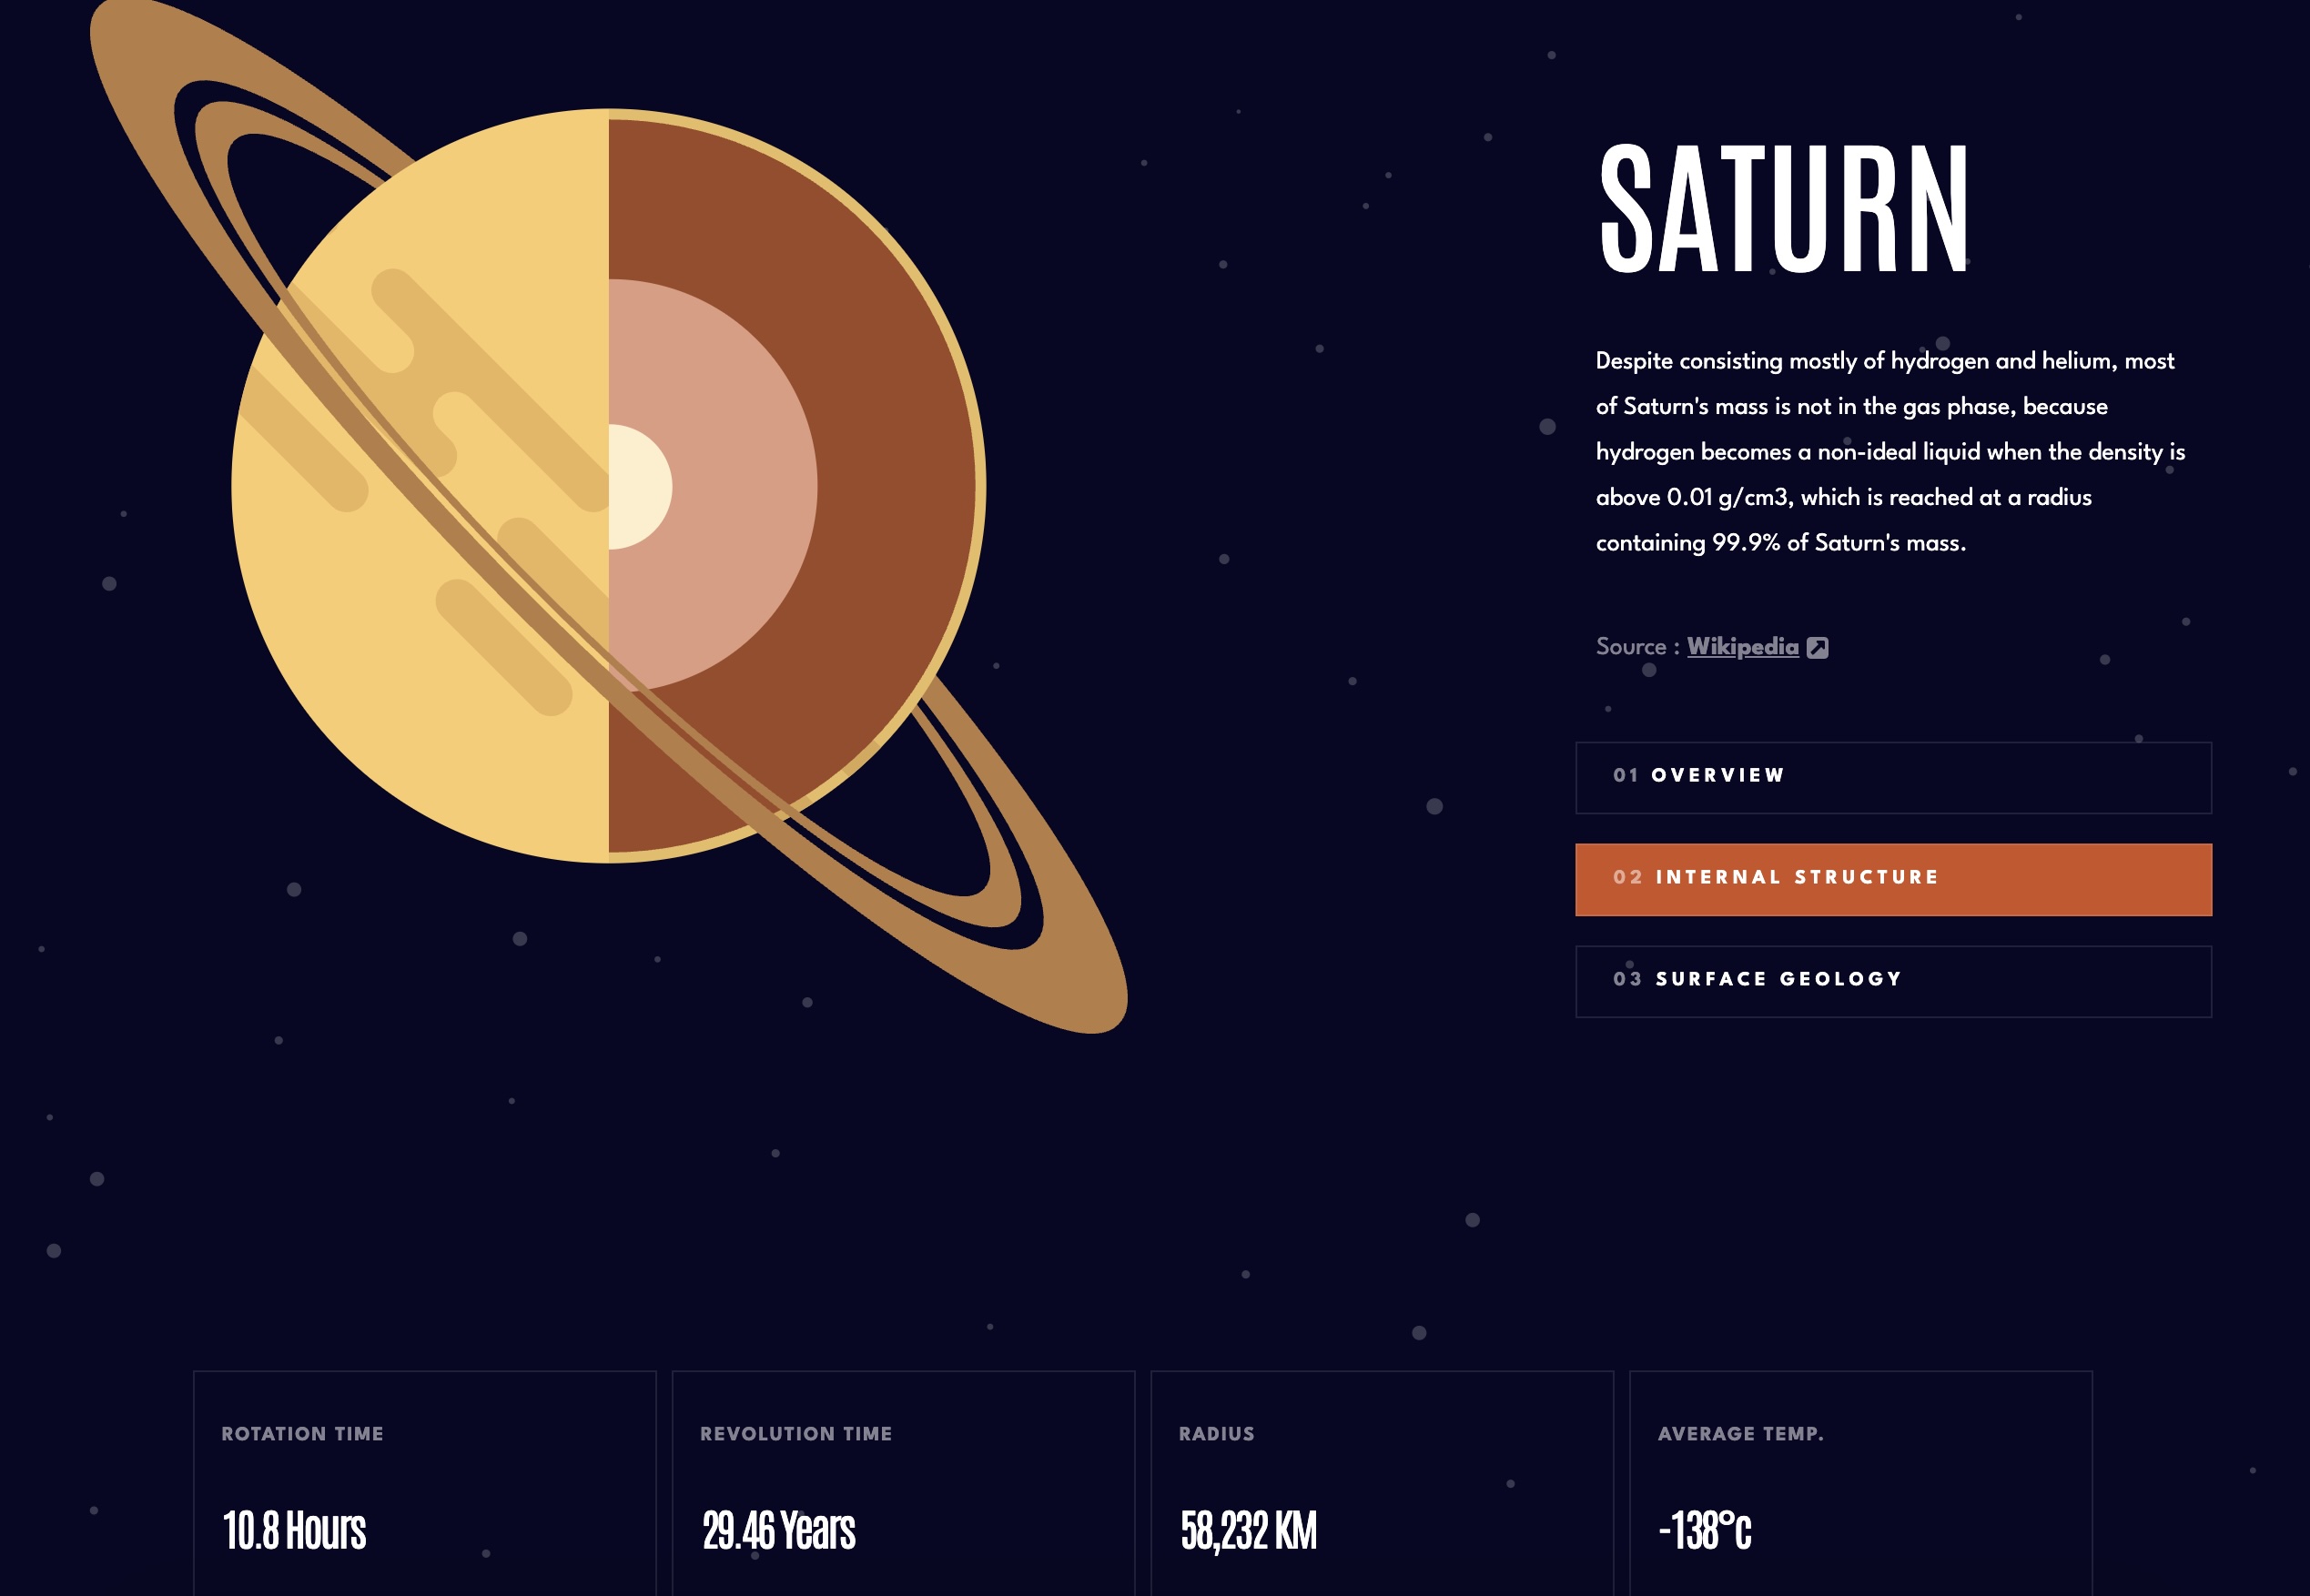 SATURN
Despite consisting mostly of hydrogen and helium, most
of Saturn's mass is not in the gas phase, because
hydrogen becomes a non-ideal liquid when the density is
above 0.01 g/cm3, which is reached at a radius
containing 99.9% of Saturn's mass.
Source : Wikipedia
01 OVERVIEW
02 INTERNAL STRUCTURE
03 SURFACE GEOLOGY
ROTATION TIME
10.8 Hours
REVOLUTION TIME
29.46 Years
RADIUS
58,232 KM
AVERAGE TEMP.
-138°c